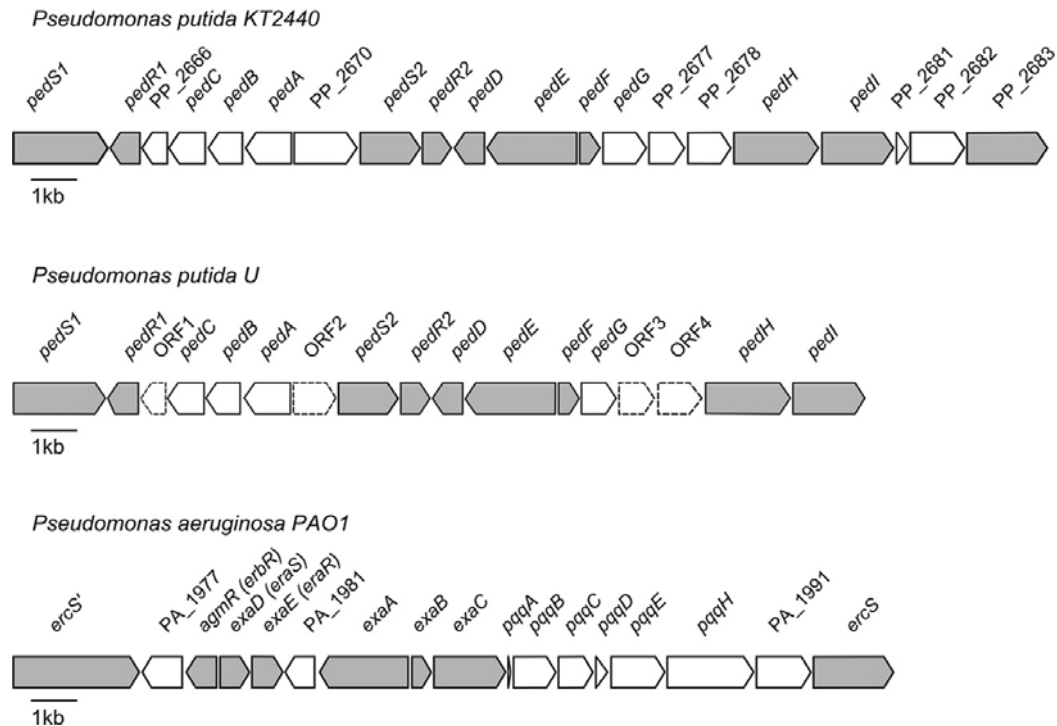 Pseudomonas putida KT2440
pedS1 pedR1 PP_2666 pedC pedB pedA PP_2670 pedS2 pedR2 pedD pedE pedF pedG PP_2677 PP_2678 pedH pedI PP_2681 PP_2682 PP_2683
1kb
Pseudomonas putida U
pedS1 pedR1 ORF1 pedC pedB pedA ORF2 pedS2 pedR2 pedD pedE pedF pedG ORF3 ORF4 pedH pedI
1kb
Pseudomonas aeruginosa PAO1
ercS' PA_1977 agmR (erbR) exaD (eraS) exaE (eraR) PA_1981 exaA exaB exaC pqqA pqqB pqqC pqqD pqqE pqqH PA_1991 ercS
1kb